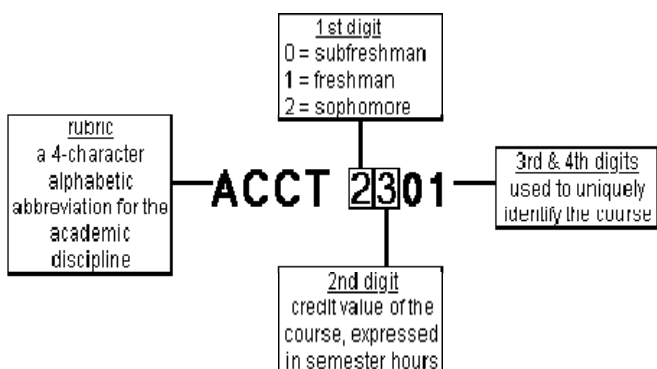 1st digit
0 = subfreshman
1 = freshman
2 = sophomore
rubric
a 4-character
alphabetic
abbreviation for the
academic
discipline
ACCT 2301
3rd & 4th digits
used to uniquely
identify the course
2nd digit
credit value of the
course, expressed
in semester hours